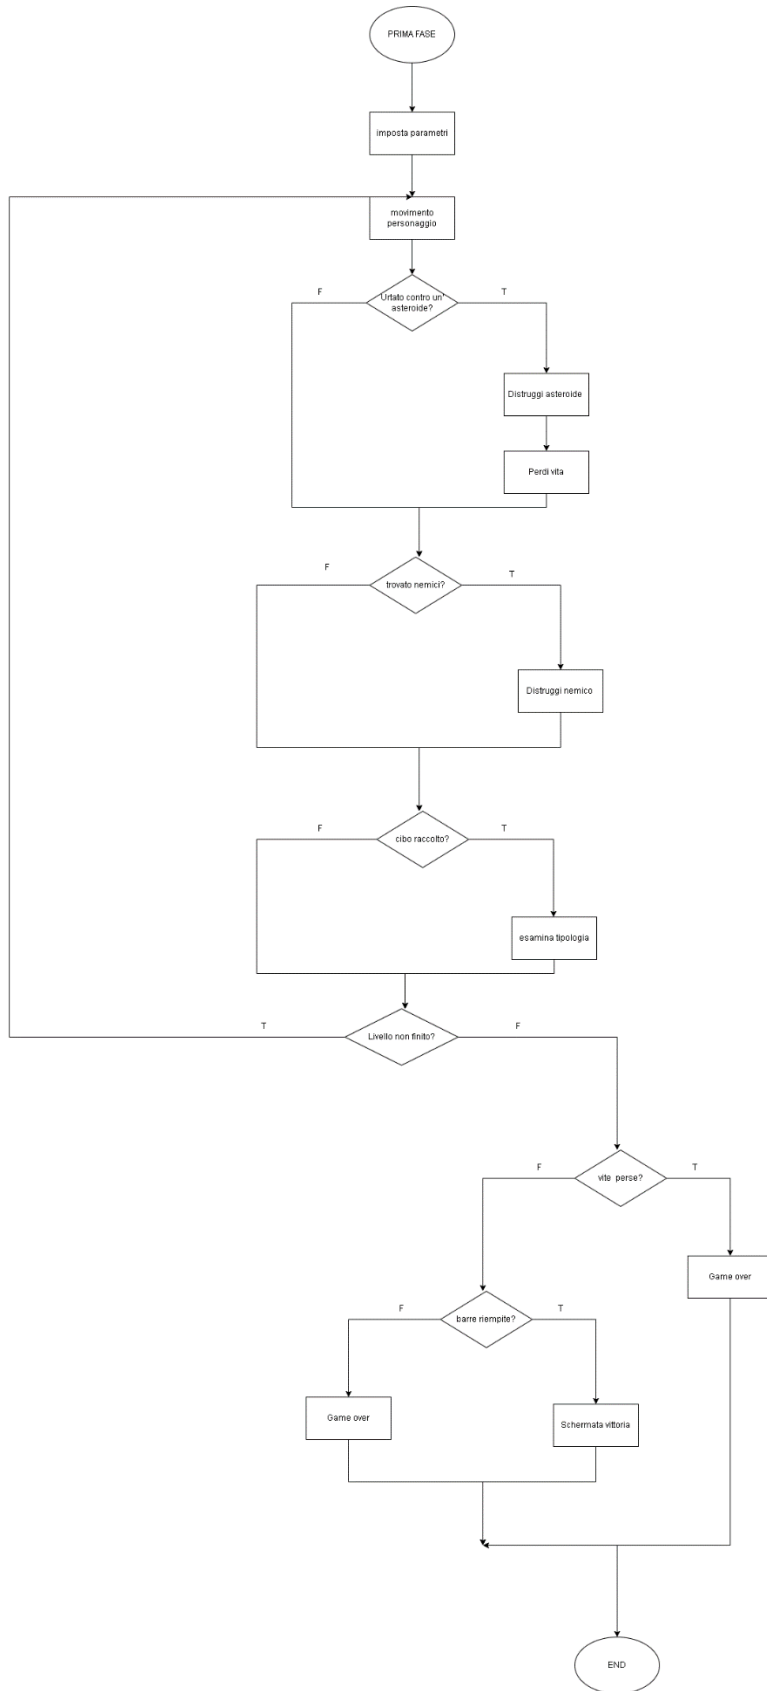 PRIMA FASE
imposta parametri
movimento
personaggio
F
Urtato contro un'
asteroide?
T
Distruggi asteroide
Perdi vita
F
trovato nemici?
T
Distruggi nemico
F
cibo raccolto?
T
esamina tipologia
T
Livello non finito?
F
F
vite perse?
T
Game over
F
barre riempite?
T
Game over
Schermata vittoria
END